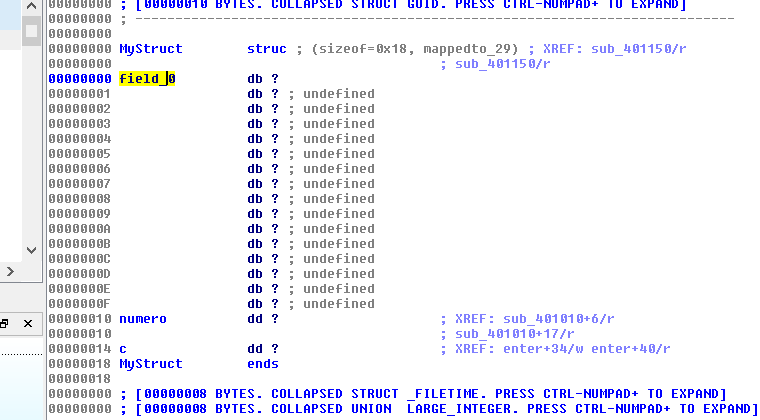 00000000 ; [00000010 BYTES. COLLAPSED STRUCT GUID. PRESS CTRL-NUMPAD+ TO EXPAND]
00000000 ; ---------------------------------------------------------------------------
00000000
00000000 MyStruct struc ; (sizeof=0x18, mappedto_29) ; XREF: sub_401150/r
00000000 ; sub_401150/r
00000000 field_0 db ?
00000001 db ? ; undefined
00000002 db ? ; undefined
00000003 db ? ; undefined
00000004 db ? ; undefined
00000005 db ? ; undefined
00000006 db ? ; undefined
00000007 db ? ; undefined
00000008 db ? ; undefined
00000009 db ? ; undefined
0000000A db ? ; undefined
0000000B db ? ; undefined
0000000C db ? ; undefined
0000000D db ? ; undefined
0000000E db ? ; undefined
0000000F db ? ; undefined
00000010 numero dd ? ; XREF: sub_401010+6/r
00000010 ; sub_401010+17/r
00000014 c dd ? ; XREF: enter+34/w enter+40/r
00000018 MyStruct ends
00000018
00000000 ; [00000008 BYTES. COLLAPSED STRUCT _FILETIME. PRESS CTRL-NUMPAD+ TO EXPAND]
00000000 ; [00000008 BYTES. COLLAPSED UNION LARGE_INTEGER. PRESS CTRL-NUMPAD+ TO EXPAND]